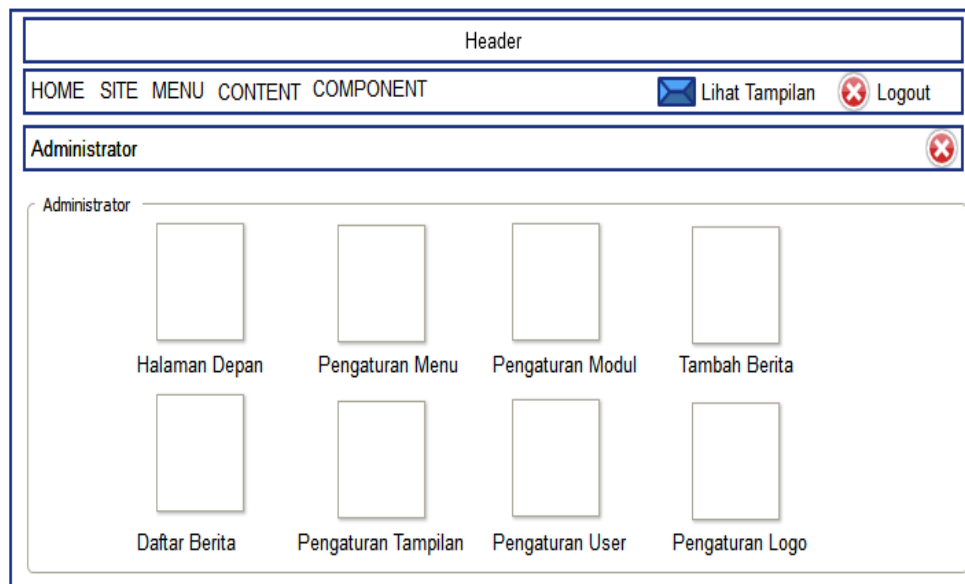 Header
HOME SITE MENU CONTENT COMPONENT Lihat Tampilan Logout
Administrator
Administrator
Halaman Depan Pengaturan Menu Pengaturan Modul Tambah Berita
Daftar Berita Pengaturan Tampilan Pengaturan User Pengaturan Logo